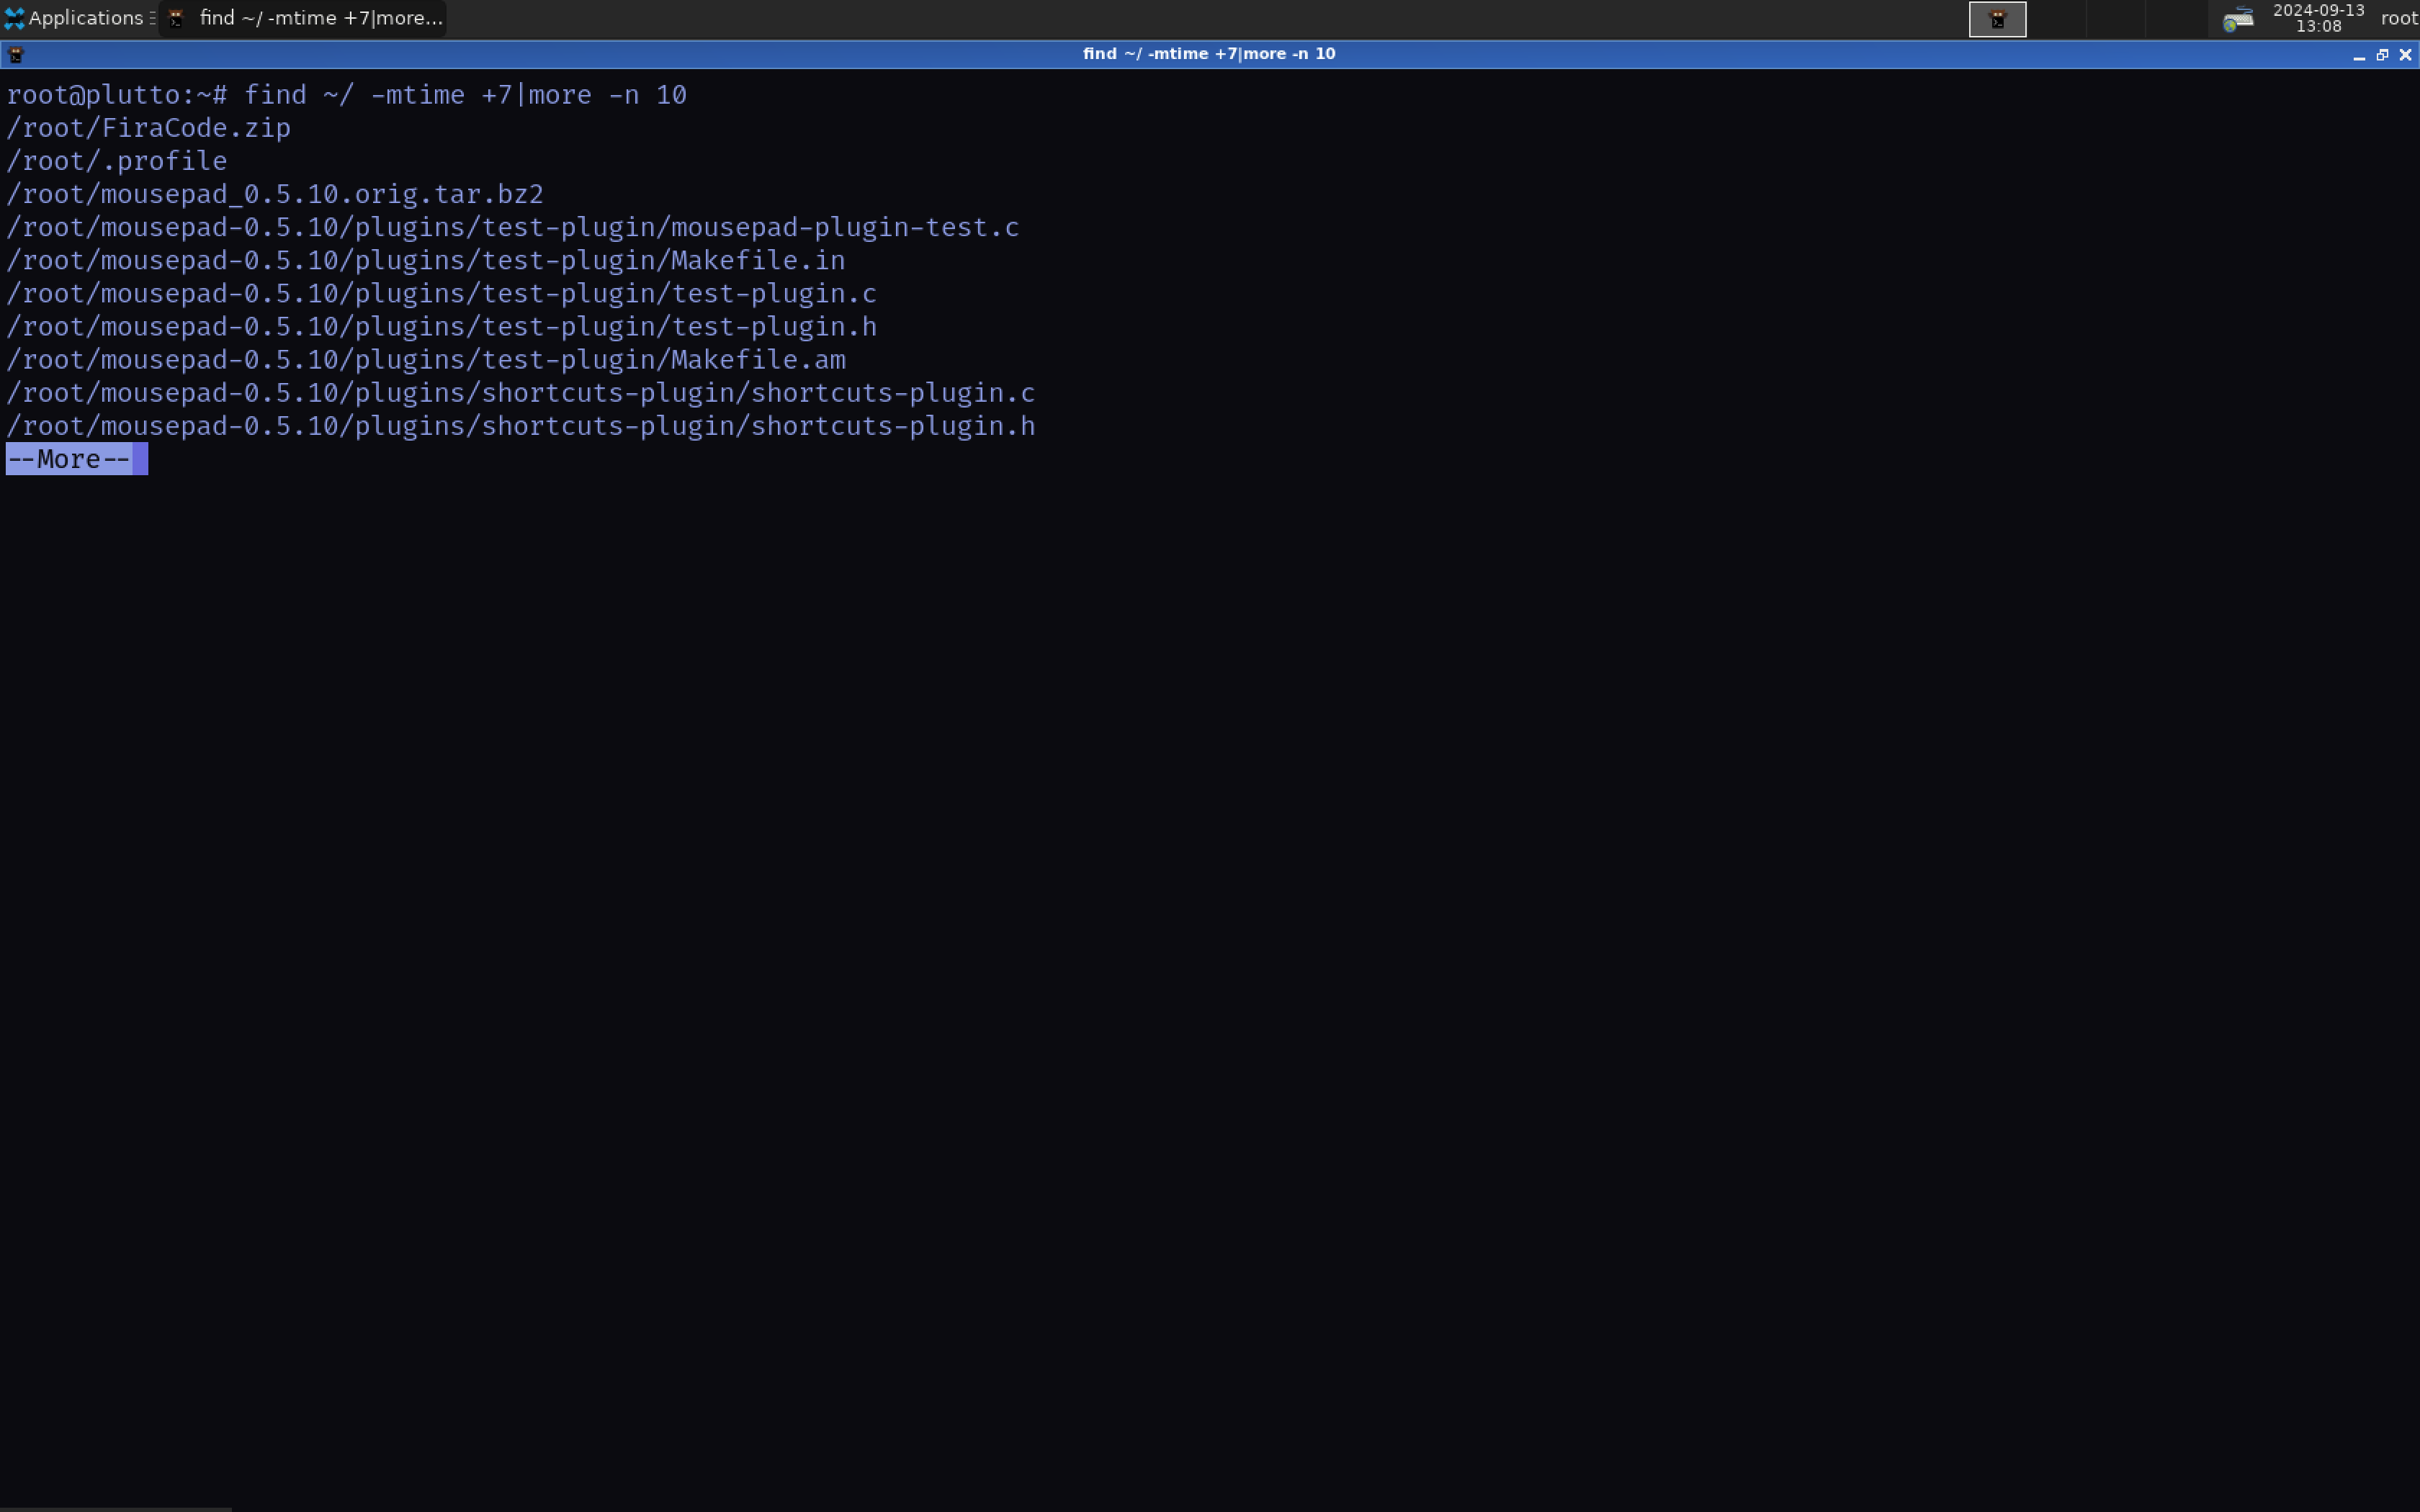 Applications
find ~/ -mtime +7|more...
2024-09-13
13:08
root
find ~/ -mtime +7|more -n 10
root@plutto:~# find ~/ -mtime +7|more -n 10
/root/FiraCode.zip
/root/.profile
/root/mousepad_0.5.10.orig.tar.bz2
/root/mousepad-0.5.10/plugins/test-plugin/mousepad-plugin-test.c
/root/mousepad-0.5.10/plugins/test-plugin/Makefile.in
/root/mousepad-0.5.10/plugins/test-plugin/test-plugin.c
/root/mousepad-0.5.10/plugins/test-plugin/test-plugin.h
/root/mousepad-0.5.10/plugins/test-plugin/Makefile.am
/root/mousepad-0.5.10/plugins/shortcuts-plugin/shortcuts-plugin.c
/root/mousepad-0.5.10/plugins/shortcuts-plugin/shortcuts-plugin.h
--More--